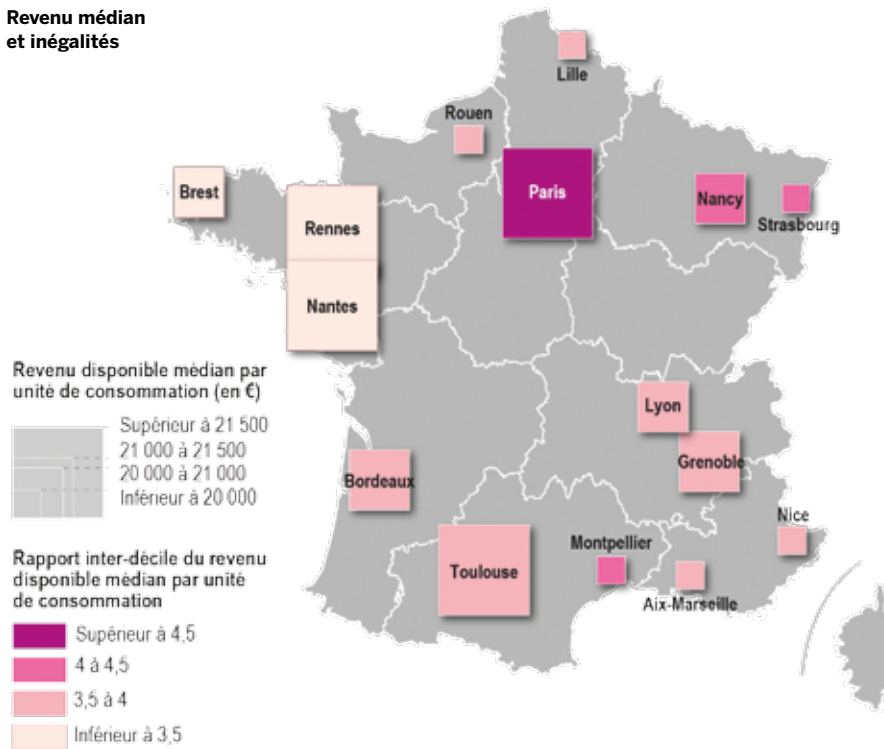 Revenu médian
et inégalités
Lille
Rouen
Brest
Paris
Nancy
Rennes
Strasbourg
Nantes
Revenu disponible médian par
unité de consommation (en €)
Supérieur à 21 500
21 000 à 21 500
20 000 à 21 000
Inférieur à 20 000
Lyon
Grenoble
Bordeaux
Nice
Montpellier
Toulouse
Aix-Marseille
Rapport inter-décile du revenu
disponible médian par unité
de consommation
Supérieur à 4,5
4 à 4,5
3,5 à 4
Inférieur à 3,5